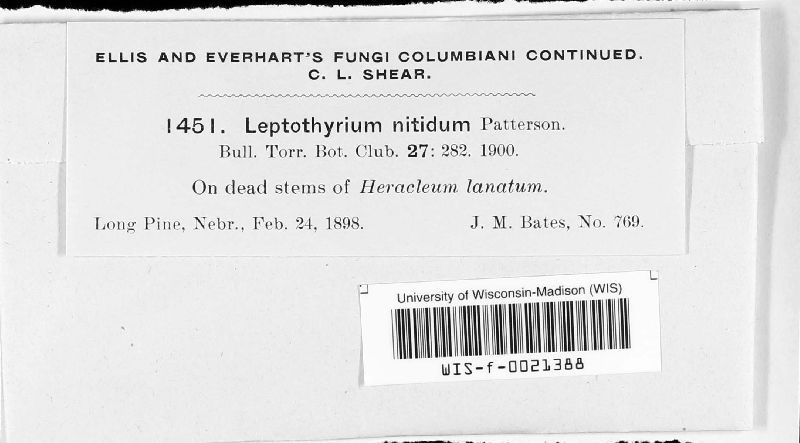 ELLIS AND EVERHART'S FUNGI COLUMBIANI CONTINUED.
C. L. SHEAR.
1451. Leptothyrium nitidum Patterson.
Bull. Torr. Bot. Club. 27: 282. 1900.
On dead stems of Heracleum lanatum.
Long Pine, Nebr., Feb. 24, 1898. J. M. Bates, No. 769.
University of Wisconsin-Madison (WIS)
WIS-f-0021388